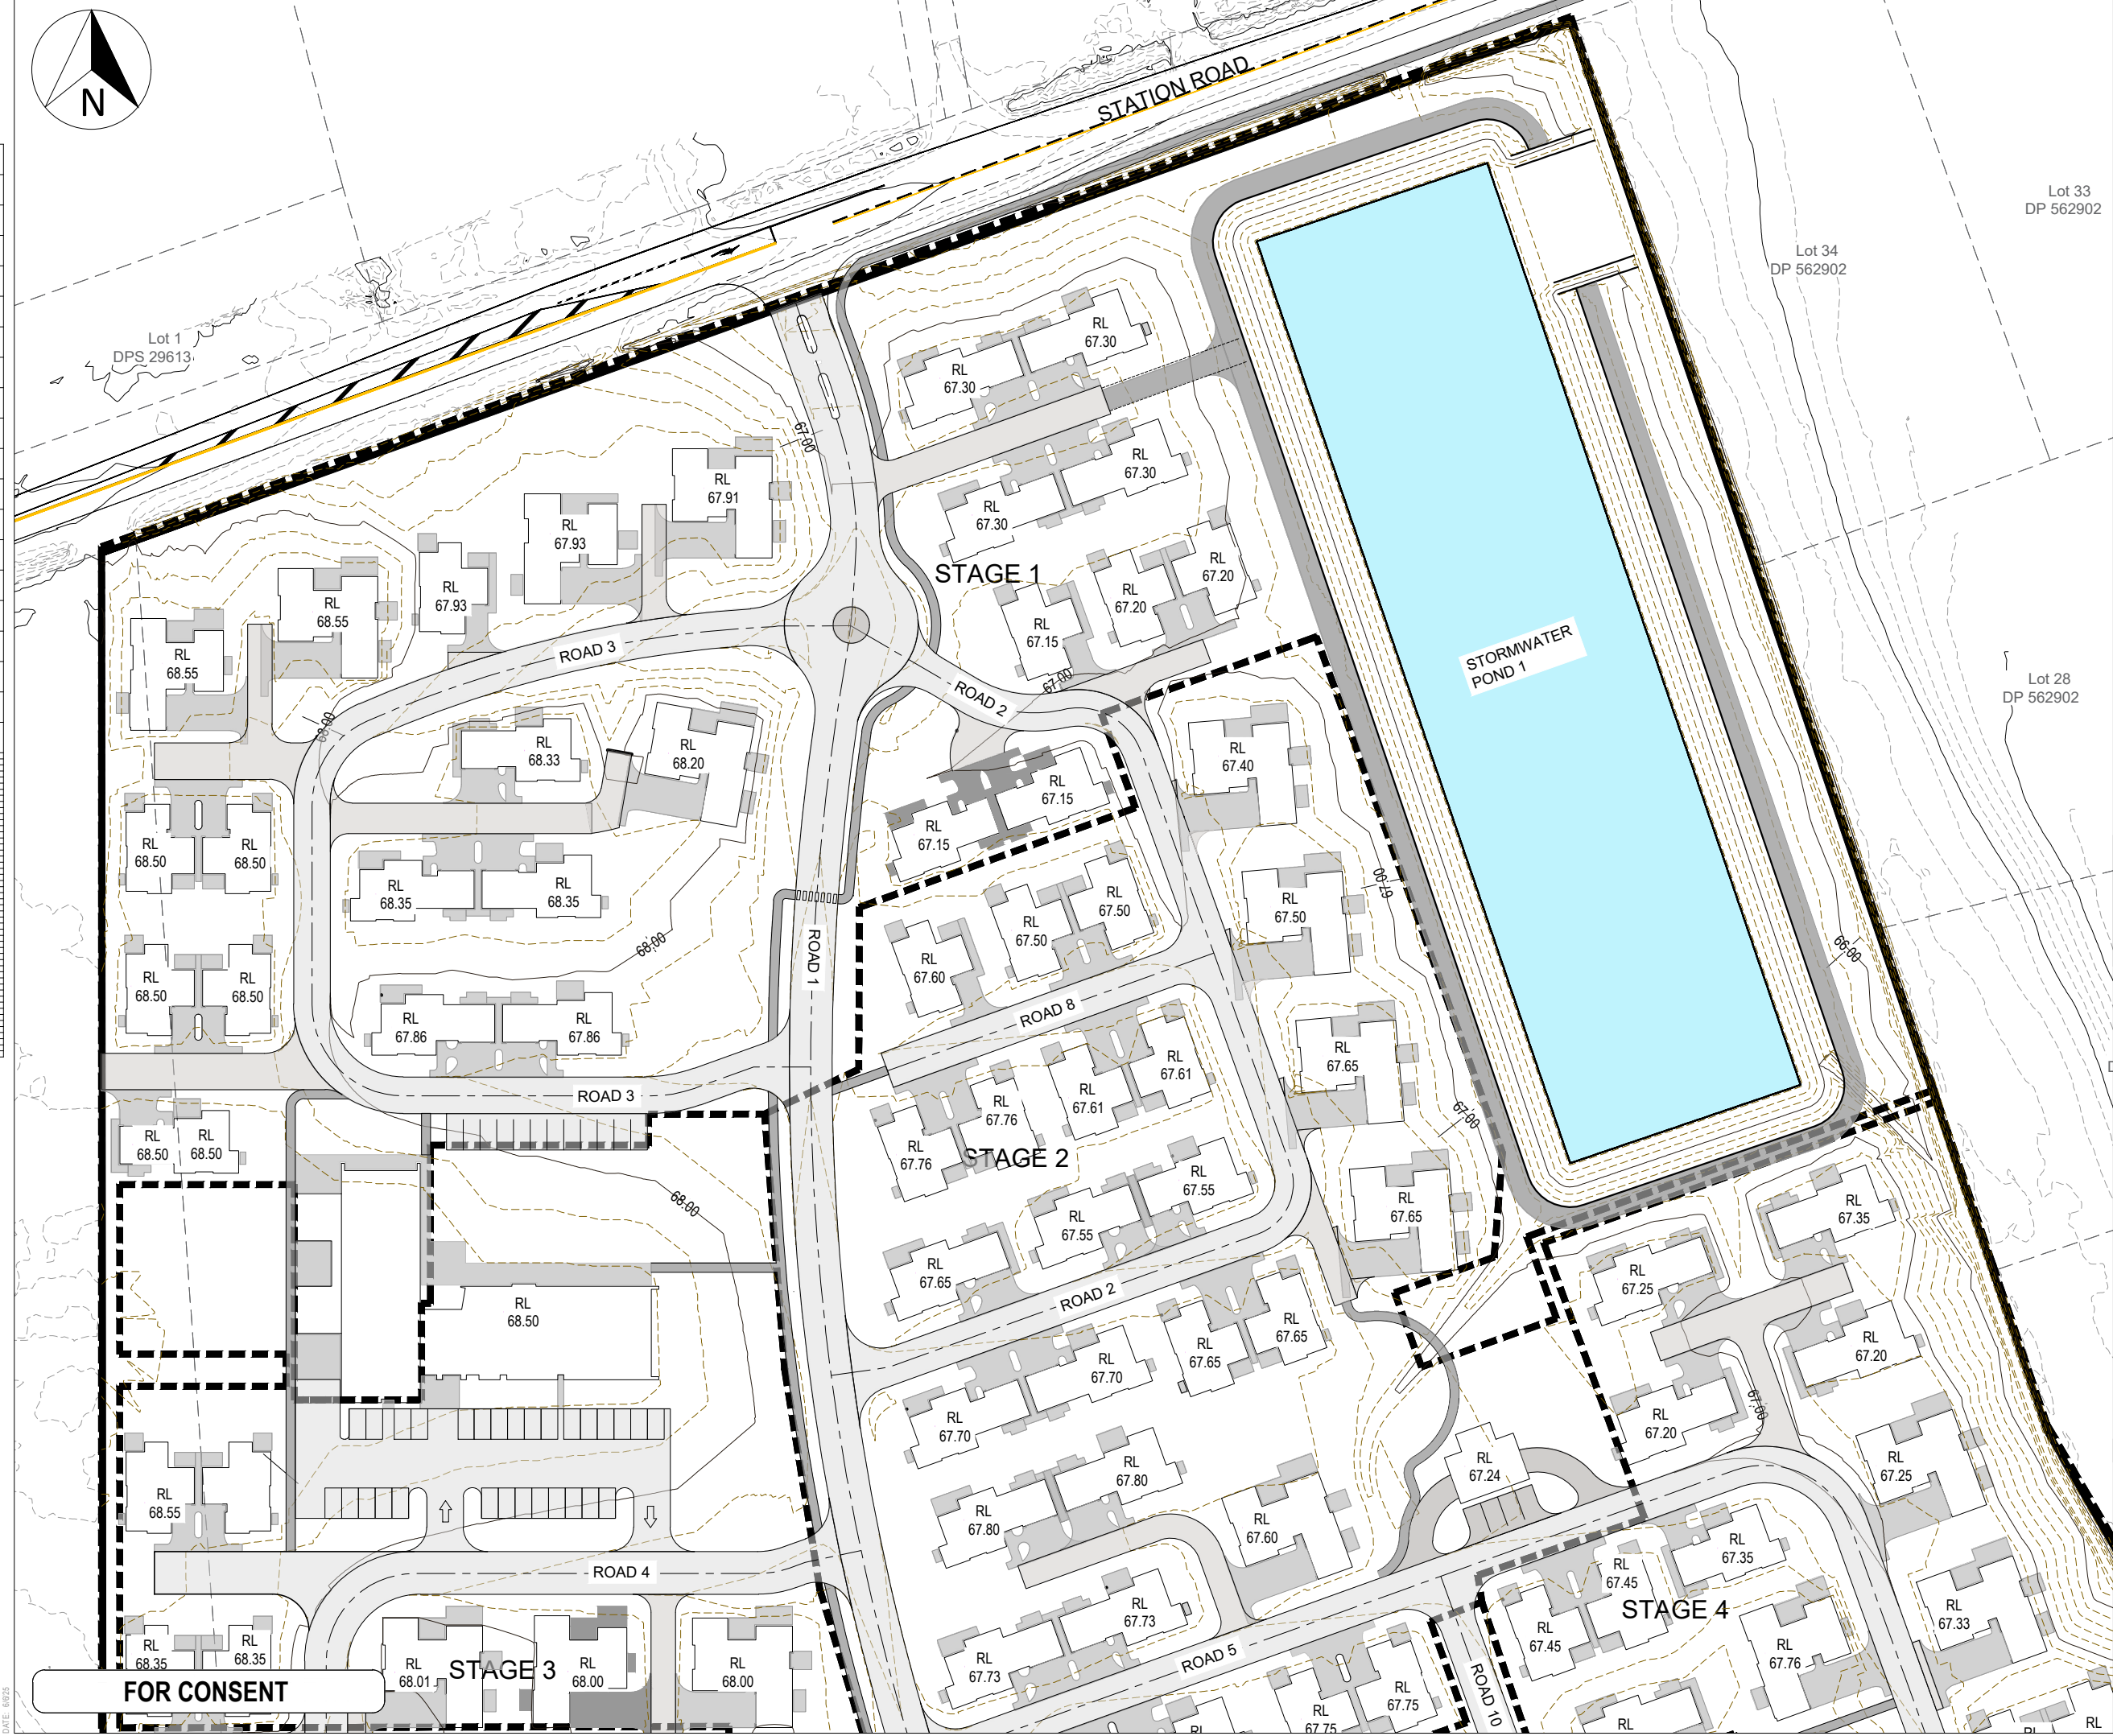 N
STATION ROAD
Lot 33
DP 562902
Lot 34
DP 562902
Lot 1
DPS 29613
RL
67.30
RL
67.30
67.00
RL
67.30
RL
67.30
RL
67.91
RL
67.93
RL
67.93
RL
68.55
RL
68.55
STAGE 1
RL
67.20
RL
67.20
RL
67.15
ROAD 3
ROAD 2
67.00
STORMWATER
POND 1
Lot 28
DP 562902
68.00
RL
68.33
RL
68.20
RL
67.40
RL
67.15
RL
67.15
RL
68.50
RL
68.50
RL
68.35
RL
68.35
67.00
RL
67.50
RL
67.50
RL
67.50
RL
67.60
68.00
ROAD 1
66.00
RL
68.50
RL
68.50
RL
67.86
RL
67.86
ROAD 8
RL
67.65
RL
67.61
RL
67.61
RL
67.76
RL
67.76
ROAD 3
67.00
RL
68.50
RL
68.50
STAGE 2
RL
67.55
RL
67.55
RL
67.65
68.00
RL
67.65
RL
67.35
RL
67.25
RL
68.50
ROAD 2
RL
67.65
RL
67.65
RL
67.70
RL
67.70
RL
67.20
RL
67.20
67.00
RL
67.25
RL
67.24
RL
67.80
RL
67.80
RL
67.60
RL
68.55
RL
67.35
ROAD 4
RL
67.45
RL
67.45
STAGE 4
RL
67.33
RL
67.76
RL
67.73
RL
67.73
ROAD 5
ROAD 10
RL
68.35
RL
68.35
RL
68.01
STAGE 3
RL
68.00
RL
68.00
RL
67.75
RL
67.75
RL
RL
RL
RL
FOR CONSENT
DATE: 6/6/25